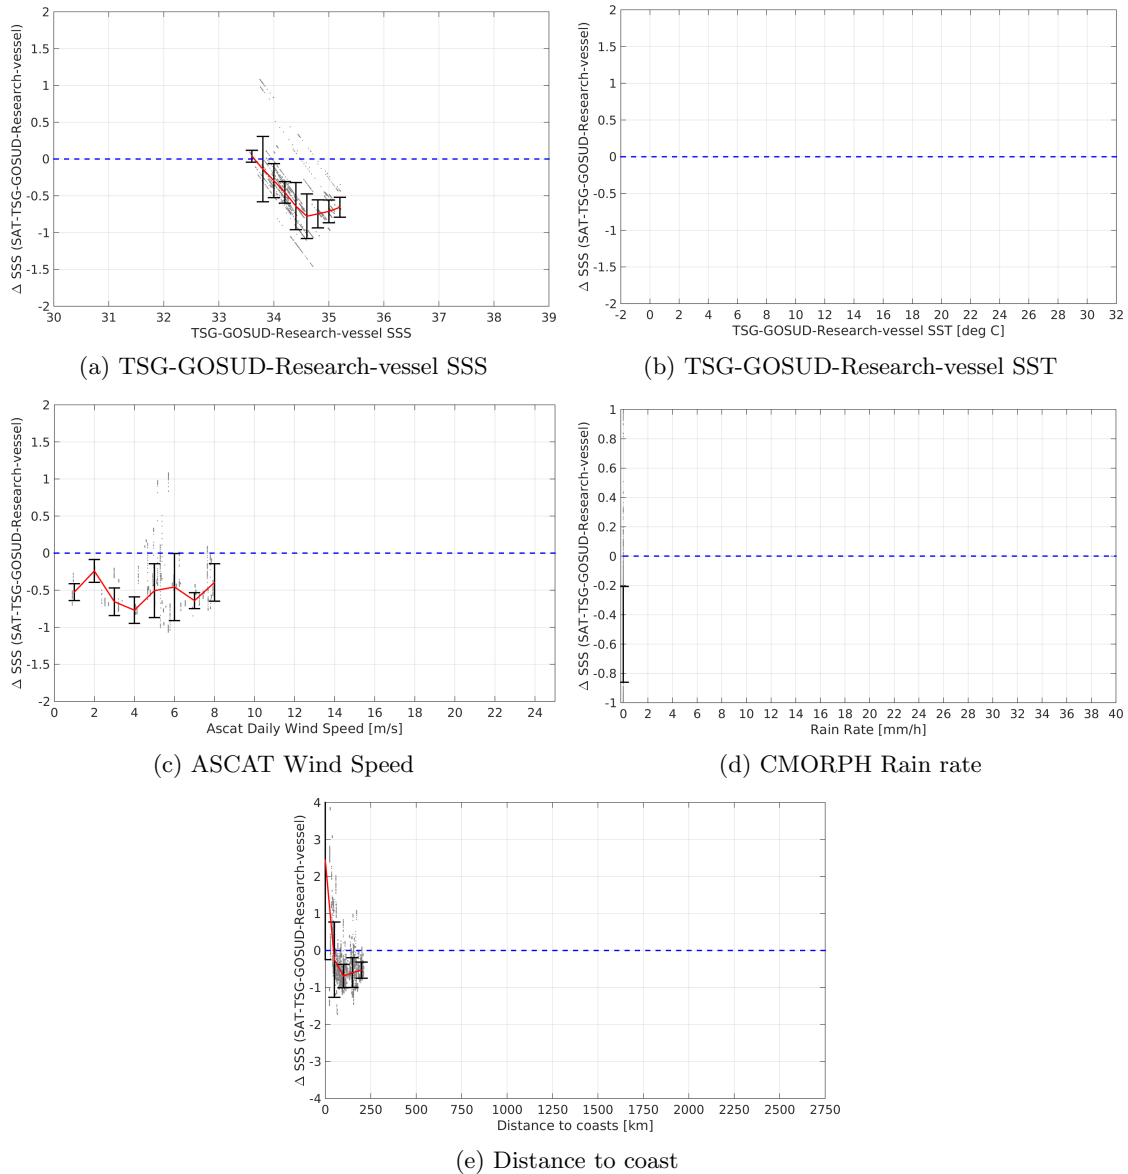 Δ SSS (SAT-TSG-GOSUD-Research-vessel)
2
1.5
1
0.5
0
-0.5
-1
-1.5
-2
30 31 32 33 34 35 36 37 38 39
TSG-GOSUD-Research-vessel SSS
(a) TSG-GOSUD-Research-vessel SSS
Δ SSS (SAT-TSG-GOSUD-Research-vessel)
2
1.5
1
0.5
0
-0.5
-1
-1.5
-2
-2 0 2 4 6 8 10 12 14 16 18 20 22 24 26 28 30 32
TSG-GOSUD-Research-vessel SST [deg C]
(b) TSG-GOSUD-Research-vessel SST
Δ SSS (SAT-TSG-GOSUD-Research-vessel)
2
1.5
1
0.5
0
-0.5
-1
-1.5
-2
0 2 4 6 8 10 12 14 16 18 20 22 24
Ascat Daily Wind Speed [m/s]
(c) ASCAT Wind Speed
Δ SSS (SAT-TSG-GOSUD-Research-vessel)
1
0.8
0.6
0.4
0.2
0
-0.2
-0.4
-0.6
-0.8
-1
0 2 4 6 8 10 12 14 16 18 20 22 24 26 28 30 32 34 36 38 40
Rain Rate [mm/h]
(d) CMORPH Rain rate
Δ SSS (SAT-TSG-GOSUD-Research-vessel)
4
3
2
1
0
-1
-2
-3
-4
0 250 500 750 1000 1250 1500 1750 2000 2250 2500 2750
Distance to coasts [km]
(e) Distance to coast